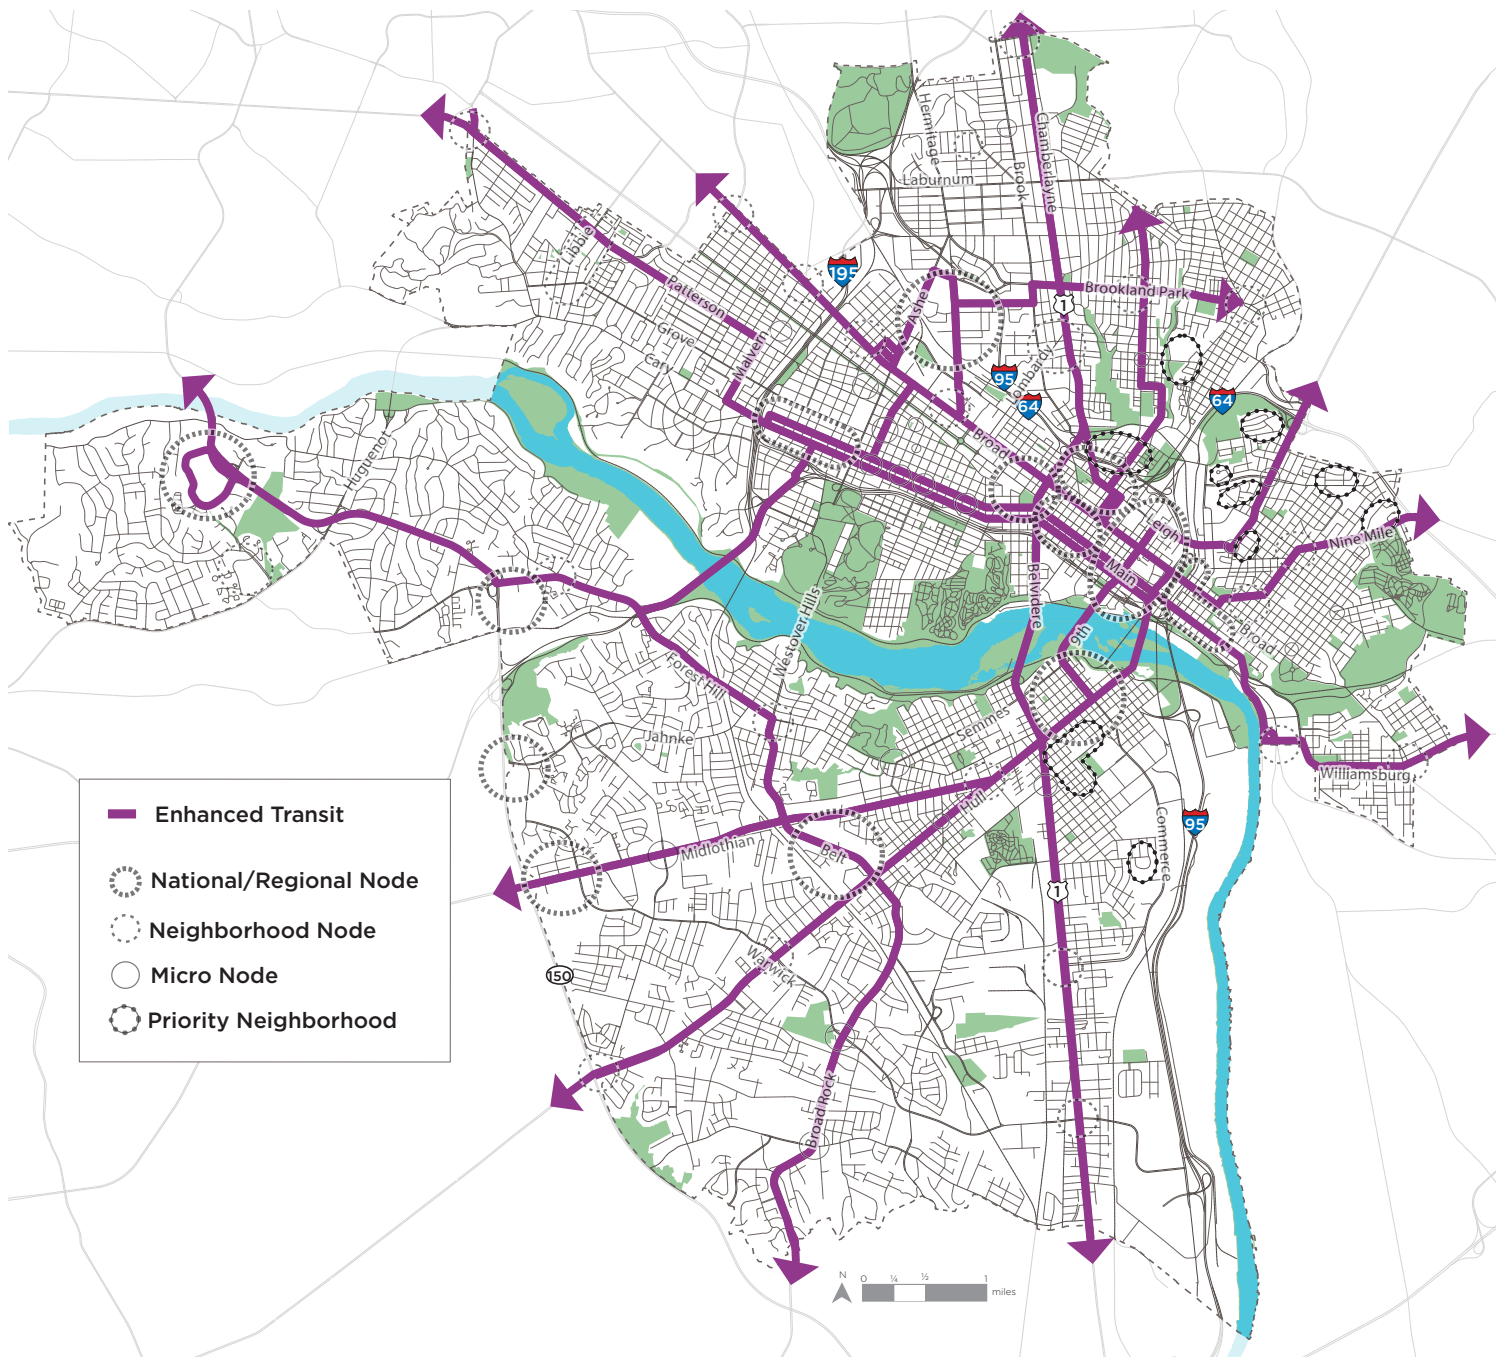 Hermitage
Chamberlayne
Laburnum
Brook
Libbie
195
Patterson
Ashe
Brookland Park
1
Grove
Malvern
Cary
95
64
64
Huguenot
Broad
Leigh
Nine Mile
Main
Belvidere
Westover Hills
9th
Broad
Forest Hill
Semmes
Jahnke
Williamsburg
Hull
Commerce
95
Midlothian
Belt
1
Warwick
150
Broad Rock
Enhanced Transit
National/Regional Node
Neighborhood Node
Micro Node
Priority Neighborhood
N
0 ¼ ½ 1
miles